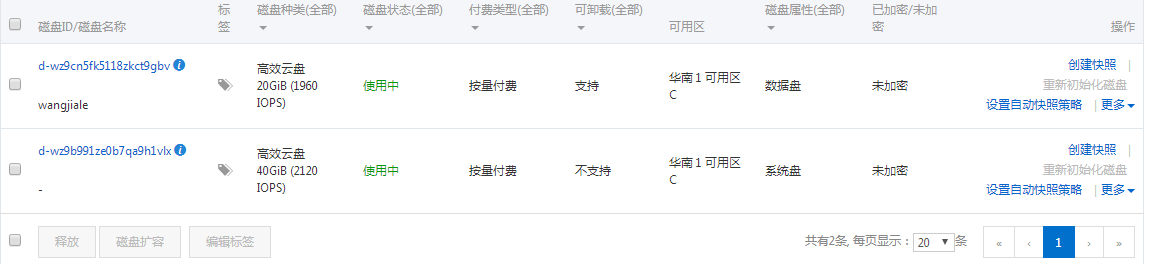 磁盘ID/磁盘名称 标签 磁盘种类(全部) 磁盘状态(全部) 付费类型(全部) 可卸载(全部) 可用区 磁盘属性(全部) 已加密/未加密 操作
d-wz9cn5fk5118zkct9gbv
wangjiale
高效云盘
20GiB (1960
IOPS)
使用中
按量付费
支持
华南 1 可用区
C
数据盘
未加密
创建快照 |
重新初始化磁盘
设置自动快照策略 | 更多
d-wz9b991ze0b7qa9h1vlx
-
高效云盘
40GiB (2120
IOPS)
使用中
按量付费
不支持
华南 1 可用区
C
系统盘
未加密
创建快照 |
重新初始化磁盘
设置自动快照策略 | 更多
释放 磁盘扩容 编辑标签 共有2条, 每页显示：20 条 « ‹ 1 › »